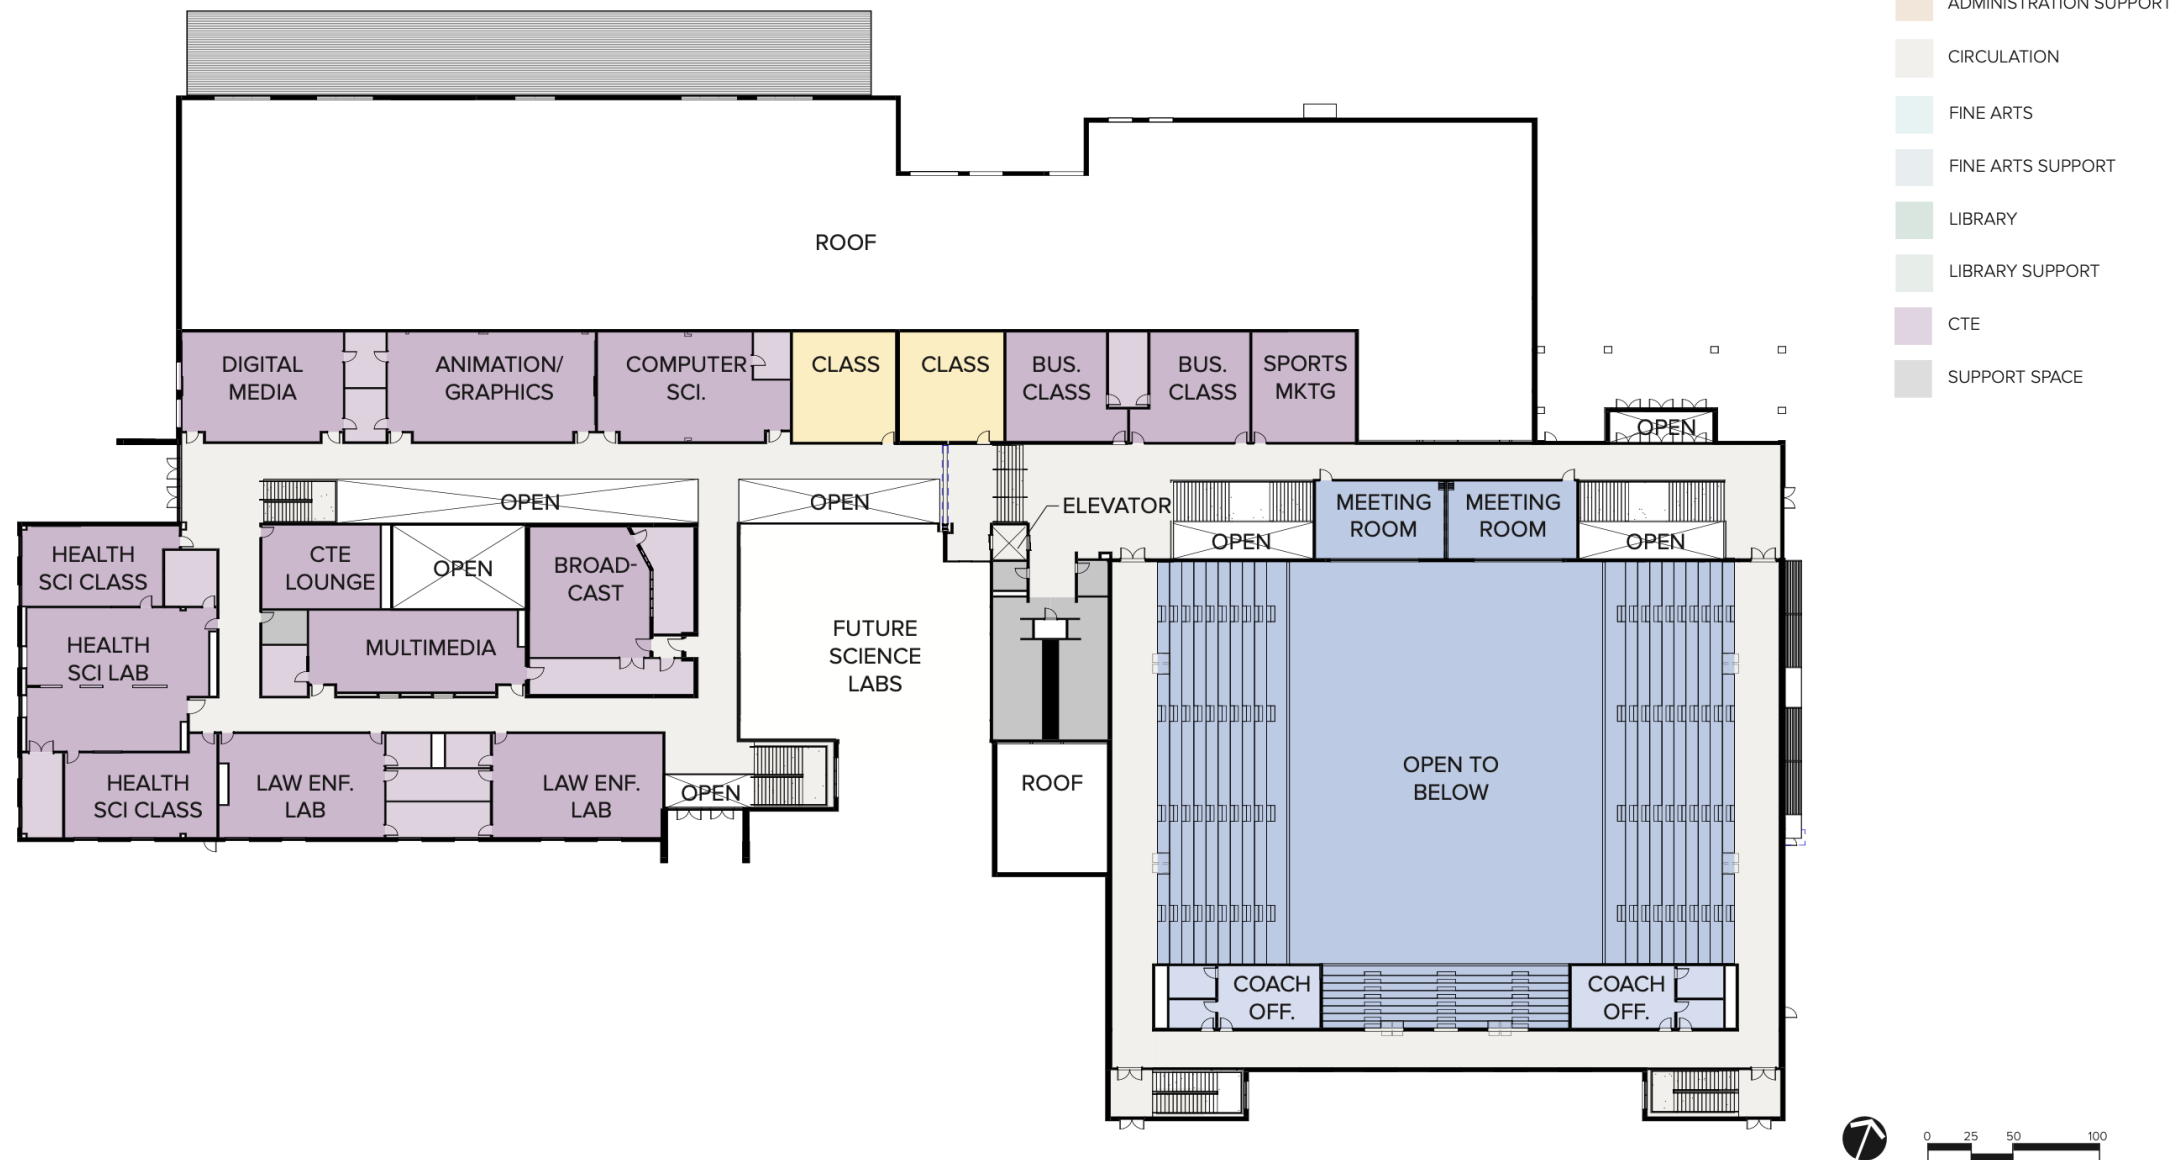 ADMINISTRATION SUPPORT
CIRCULATION
FINE ARTS
FINE ARTS SUPPORT
LIBRARY
LIBRARY SUPPORT
CTE
SUPPORT SPACE
ROOF
DIGITAL
MEDIA
ANIMATION/
GRAPHICS
COMPUTER
SCI.
CLASS
CLASS
BUS.
CLASS
BUS.
CLASS
SPORTS
MKTG
OPEN
OPEN
OPEN
ELEVATOR
MEETING
ROOM
MEETING
ROOM
OPEN
OPEN
HEALTH
SCI CLASS
CTE
LOUNGE
OPEN
BROAD-
CAST
HEALTH
SCI LAB
MULTIMEDIA
FUTURE
SCIENCE
LABS
HEALTH
SCI CLASS
LAW ENF.
LAB
LAW ENF.
LAB
OPEN
ROOF
OPEN TO
BELOW
COACH
OFF.
COACH
OFF.
0 25 50 100